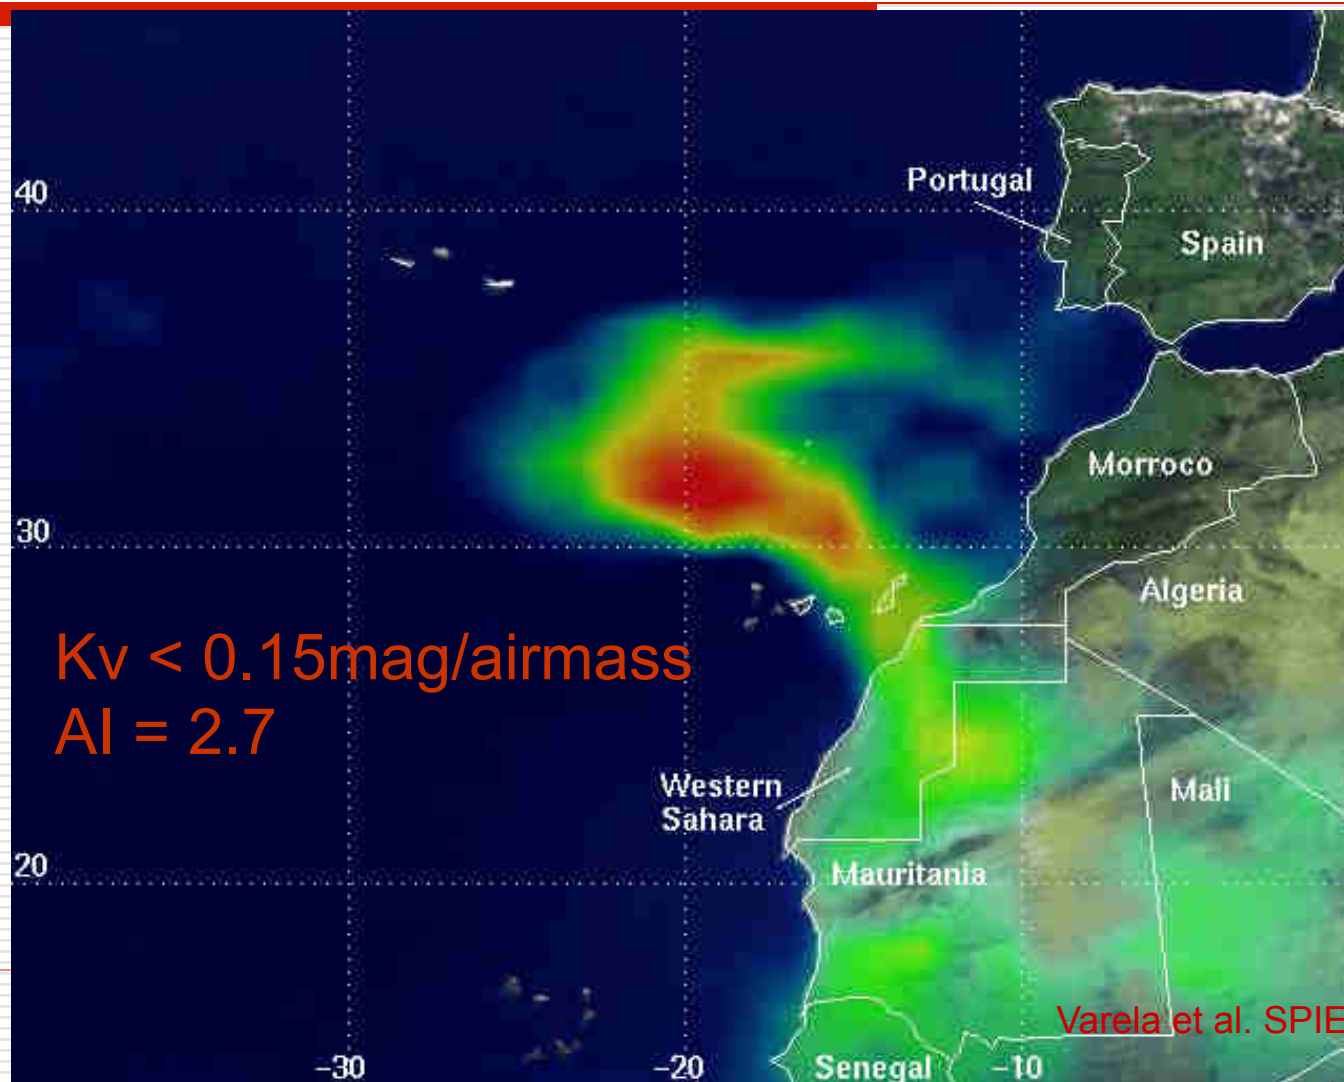 40
Portugal
Spain
Morroco
30
Algeria
Kv < 0.15mag/airmass
AI = 2.7
Western
Sahara
Mali
20
Mauritania
Varela et al. SPIE
−30
−20
Senegal
−10